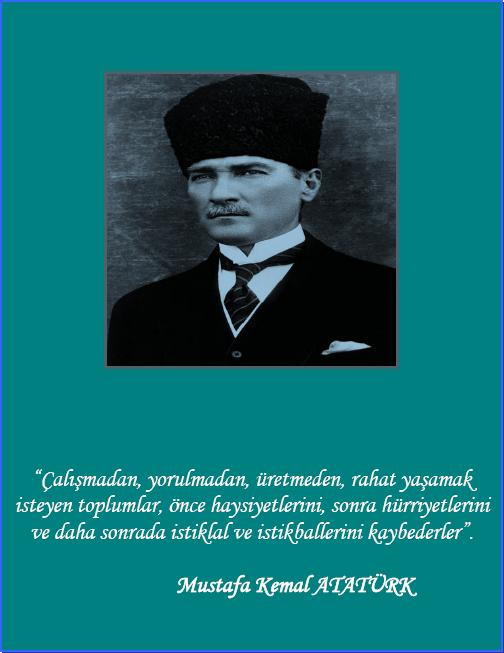 “Çalışmadan, yorulmadan, üretmeden, rahat yaşamak
isteyen toplumlar, önce haysiyetlerini, sonra hürriyetlerini
ve daha sonrada istiklal ve istikballerini kaybederler”.
Mustafa Kemal ATATÜRK